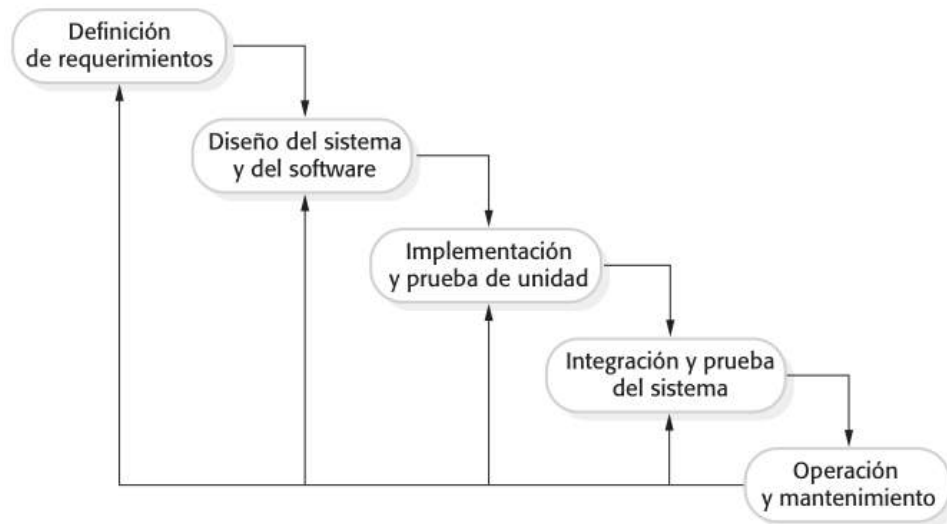 Definición
de requerimientos
Diseño del sistema
y del software
Implementación
y prueba de unidad
Integración y prueba
del sistema
Operación
y mantenimiento